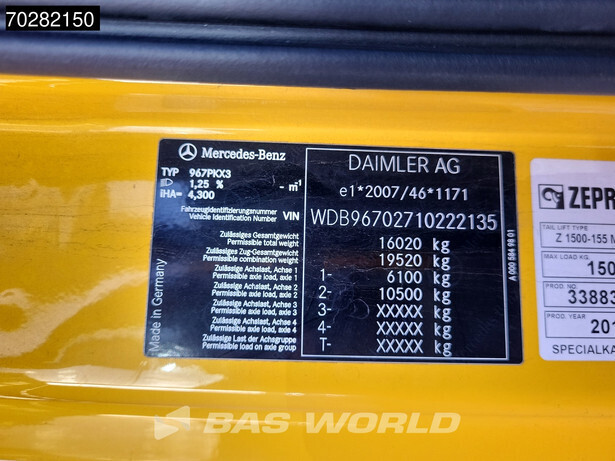 70282150
Mercedes-Benz
TYP 967PKX3
1,25 % - m⁻¹
iHA= 4,300
Fahrzeugidentifizierungsnummer
Vehicle Identification Number VIN
DAIMLER AG
e1*2007/46*1171
WDB96702710222135
Zulässiges Gesamtgewicht
Permissible total weight 16020 kg
Zulässiges Zug-Gesamtgewicht
Permissible combination weight 19520 kg
Zulässige Achslast, Achse 1
Permissible axle load, axle 1 1- 6100 kg
Zulässige Achslast, Achse 2
Permissible axle load, axle 2 2- 10500 kg
Zulässige Achslast, Achse 3
Permissible axle load, axle 3 3- XXXXX kg
Zulässige Achslast, Achse 4
Permissible axle load, axle 4 4- XXXXX kg
Zulässige Last der Achsgruppe
Permissible load on axle group T- XXXXX kg
Made in Germany
A 000 584 98 01
ZEPR
TAIL LIFT TYPE
Z 1500-155 M
MAX LOAD KG.
150
PROD. NO
33883
PROD. YEAR
201
SPECIALKA
BAS WORLD